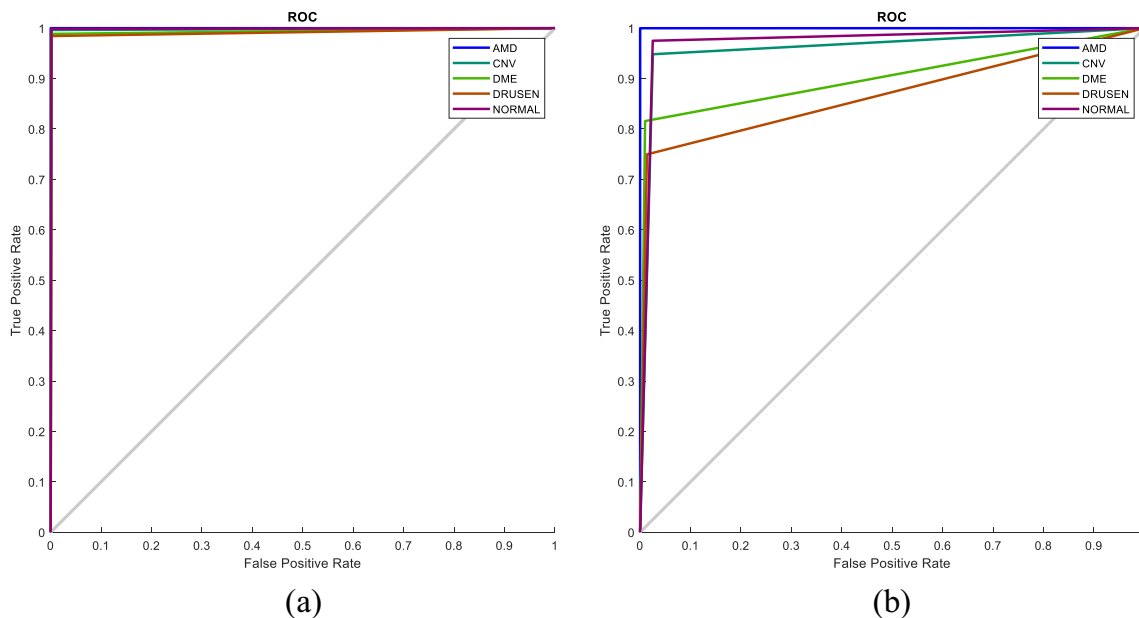 ROC
1
0.9
0.8
0.7
0.6
0.5
0.4
0.3
0.2
0.1
0
True Positive Rate
AMD
CNV
DME
DRUSEN
NORMAL
0 0.1 0.2 0.3 0.4 0.5 0.6 0.7 0.8 0.9 1
False Positive Rate
(a)
ROC
1
0.9
0.8
0.7
0.6
0.5
0.4
0.3
0.2
0.1
0
True Positive Rate
AMD
CNV
DME
DRUSEN
NORMAL
0 0.1 0.2 0.3 0.4 0.5 0.6 0.7 0.8 0.9
False Positive Rate
(b)